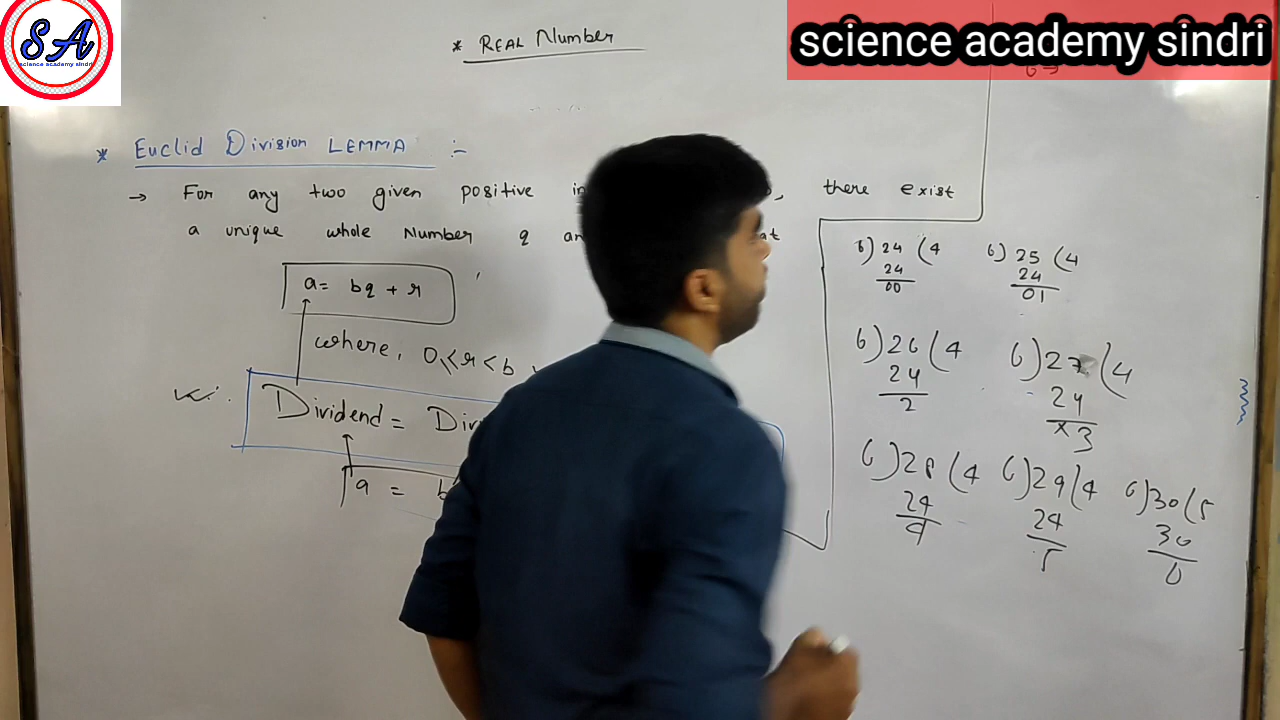 SA
science academy sindri
science academy sindri
* REAL Number
* Euclid Division LEMMA :-
→ For any two given positive in , there exist
a unique whole Number q an at
a = bq + r
where, 0 ≤ r < b
Dividend = Div
a = b
6) 24 (4
24
00
6) 25 (4
24
01
6) 26 (4
24
2
6) 27 (4
24
×3
6) 28 (4
24
4
6) 29 (4
24
5
6) 30 (5
30
0